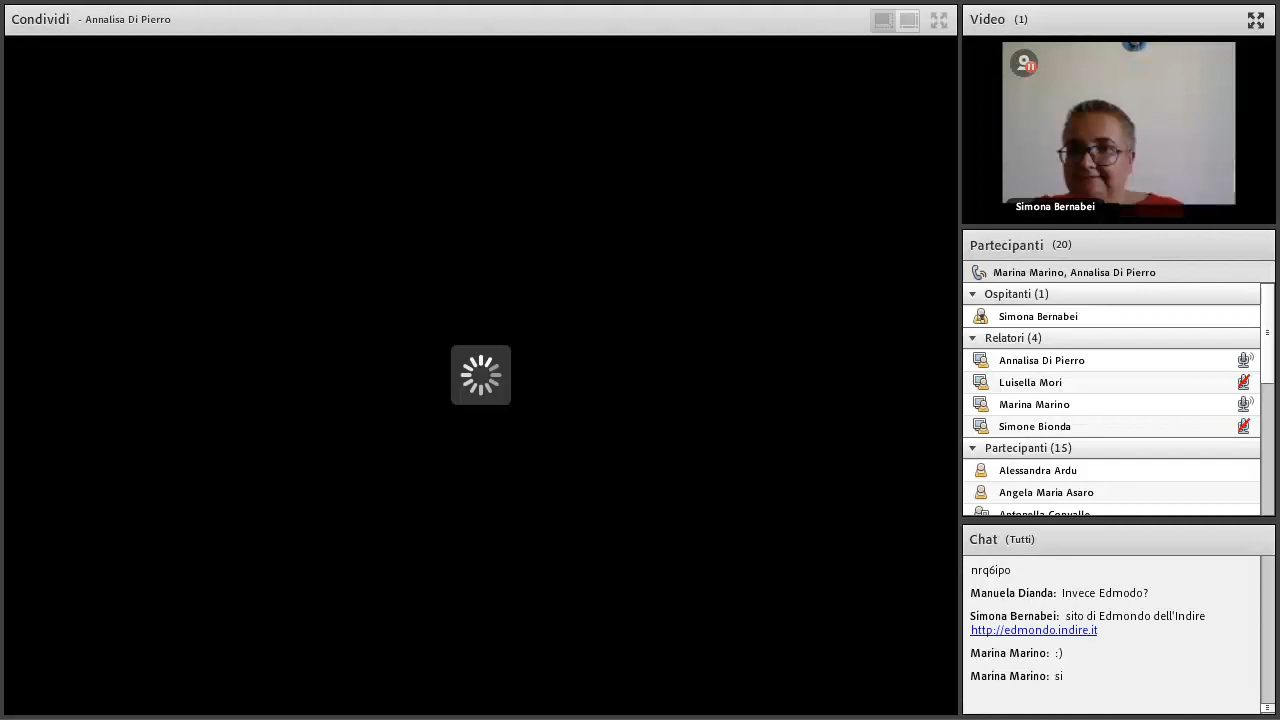 Condividi - Annalisa Di Pierro
Video (1)
Simona Bernabei
Partecipanti (20)
Marina Marino, Annalisa Di Pierro
Ospitanti (1)
Simona Bernabei
Relatori (4)
Annalisa Di Pierro
Luisella Mori
Marina Marino
Simone Bionda
Partecipanti (15)
Alessandra Ardu
Angela Maria Asaro
Antonella Convalle
Chat (Tutti)
nrq6ipo
Manuela Dianda: Invece Edmodo?
Simona Bernabei: sito di Edmondo dell'Indire
http://edmondo.indire.it
Marina Marino: :)
Marina Marino: si